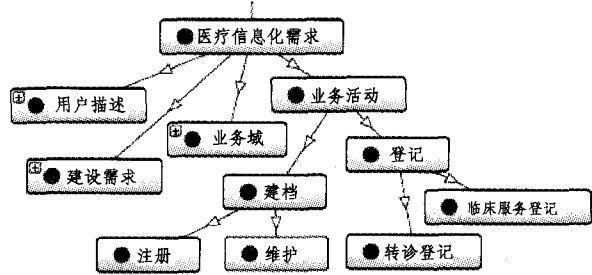 医疗信息化需求
用户描述
业务活动
业务域
登记
建设需求
建档
临床服务登记
注册
维护
转诊登记